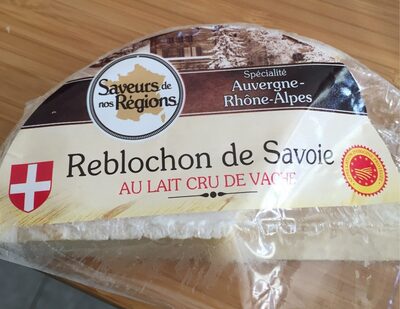 Saveurs de
nos Régions
Spécialité
Auvergne-
Rhône-Alpes
Reblochon de Savoie
AU LAIT CRU DE VACHE